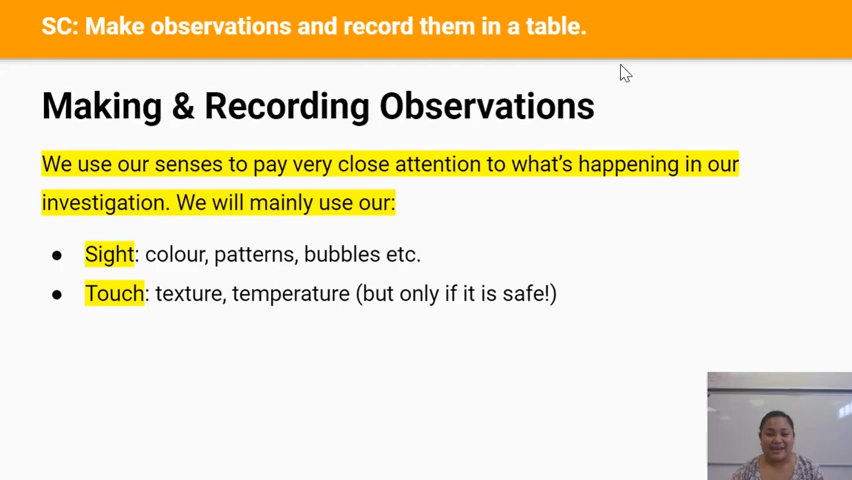 SC: Make observations and record them in a table.
Making & Recording Observations
We use our senses to pay very close attention to what's happening in our
investigation. We will mainly use our:
● Sight: colour, patterns, bubbles etc.
● Touch: texture, temperature (but only if it is safe!)